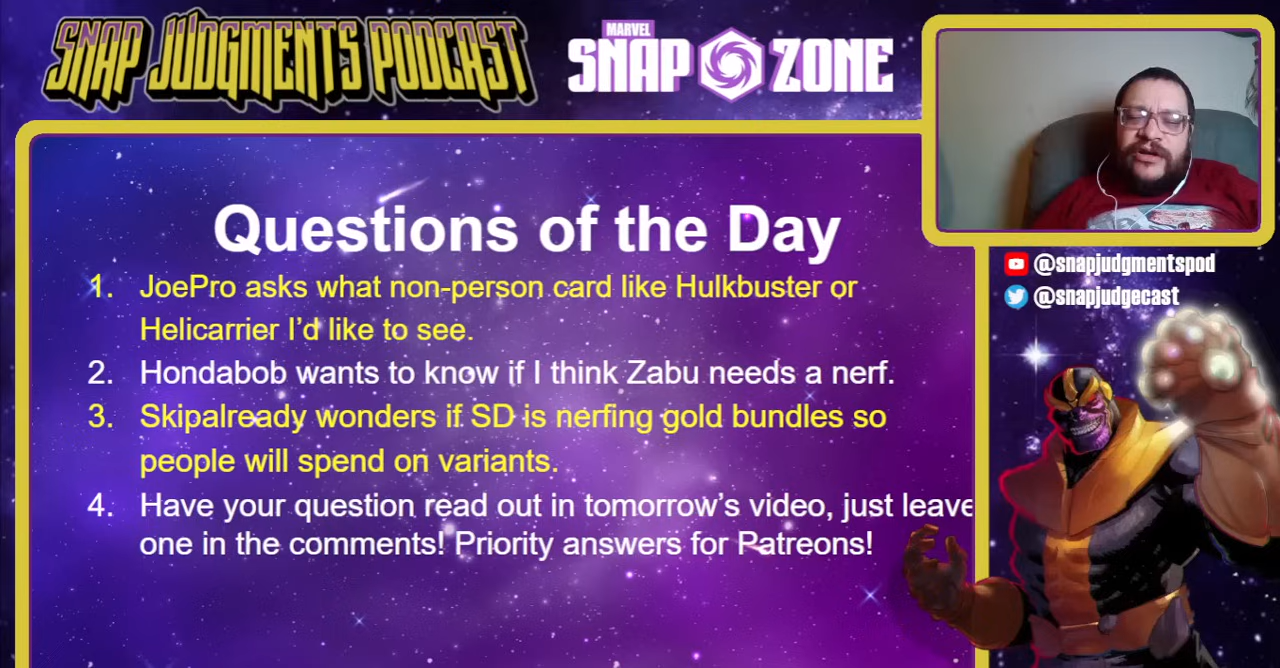 SNAP JUDGMENTS PODCAST
MARVEL
SNAP ZONE
Questions of the Day
1. JoePro asks what non-person card like Hulkbuster or
Helicarrier I'd like to see.
2. Hondabob wants to know if I think Zabu needs a nerf.
3. Skipalready wonders if SD is nerfing gold bundles so
people will spend on variants.
4. Have your question read out in tomorrow's video, just leave
one in the comments! Priority answers for Patreons!
@snapjudgmentspod
@snapjudgecast